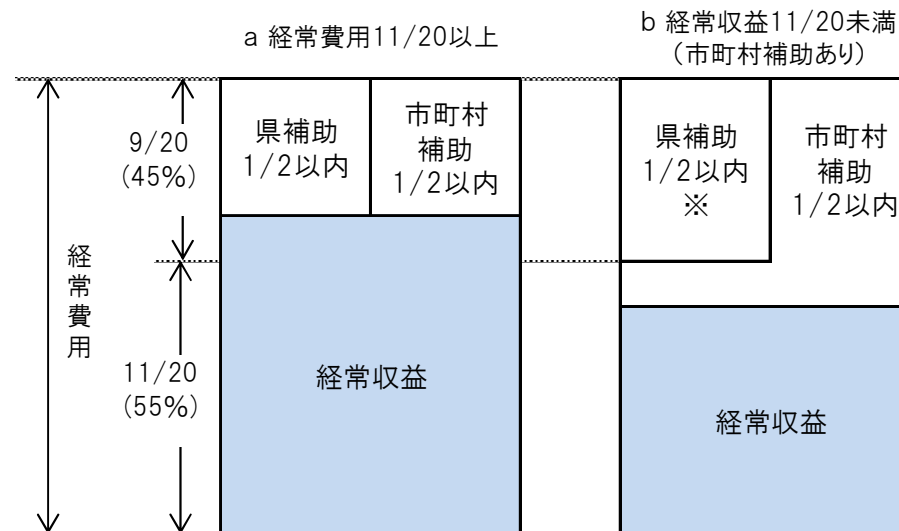 a 経常費用11/20以上
b 経常収益11/20未満
（市町村補助あり）
経常費用
9/20
(45%)
11/20
(55%)
県補助
1/2以内
市町村
補助
1/2以内
経常収益
県補助
1/2以内
※
市町村
補助
1/2以内
経常収益